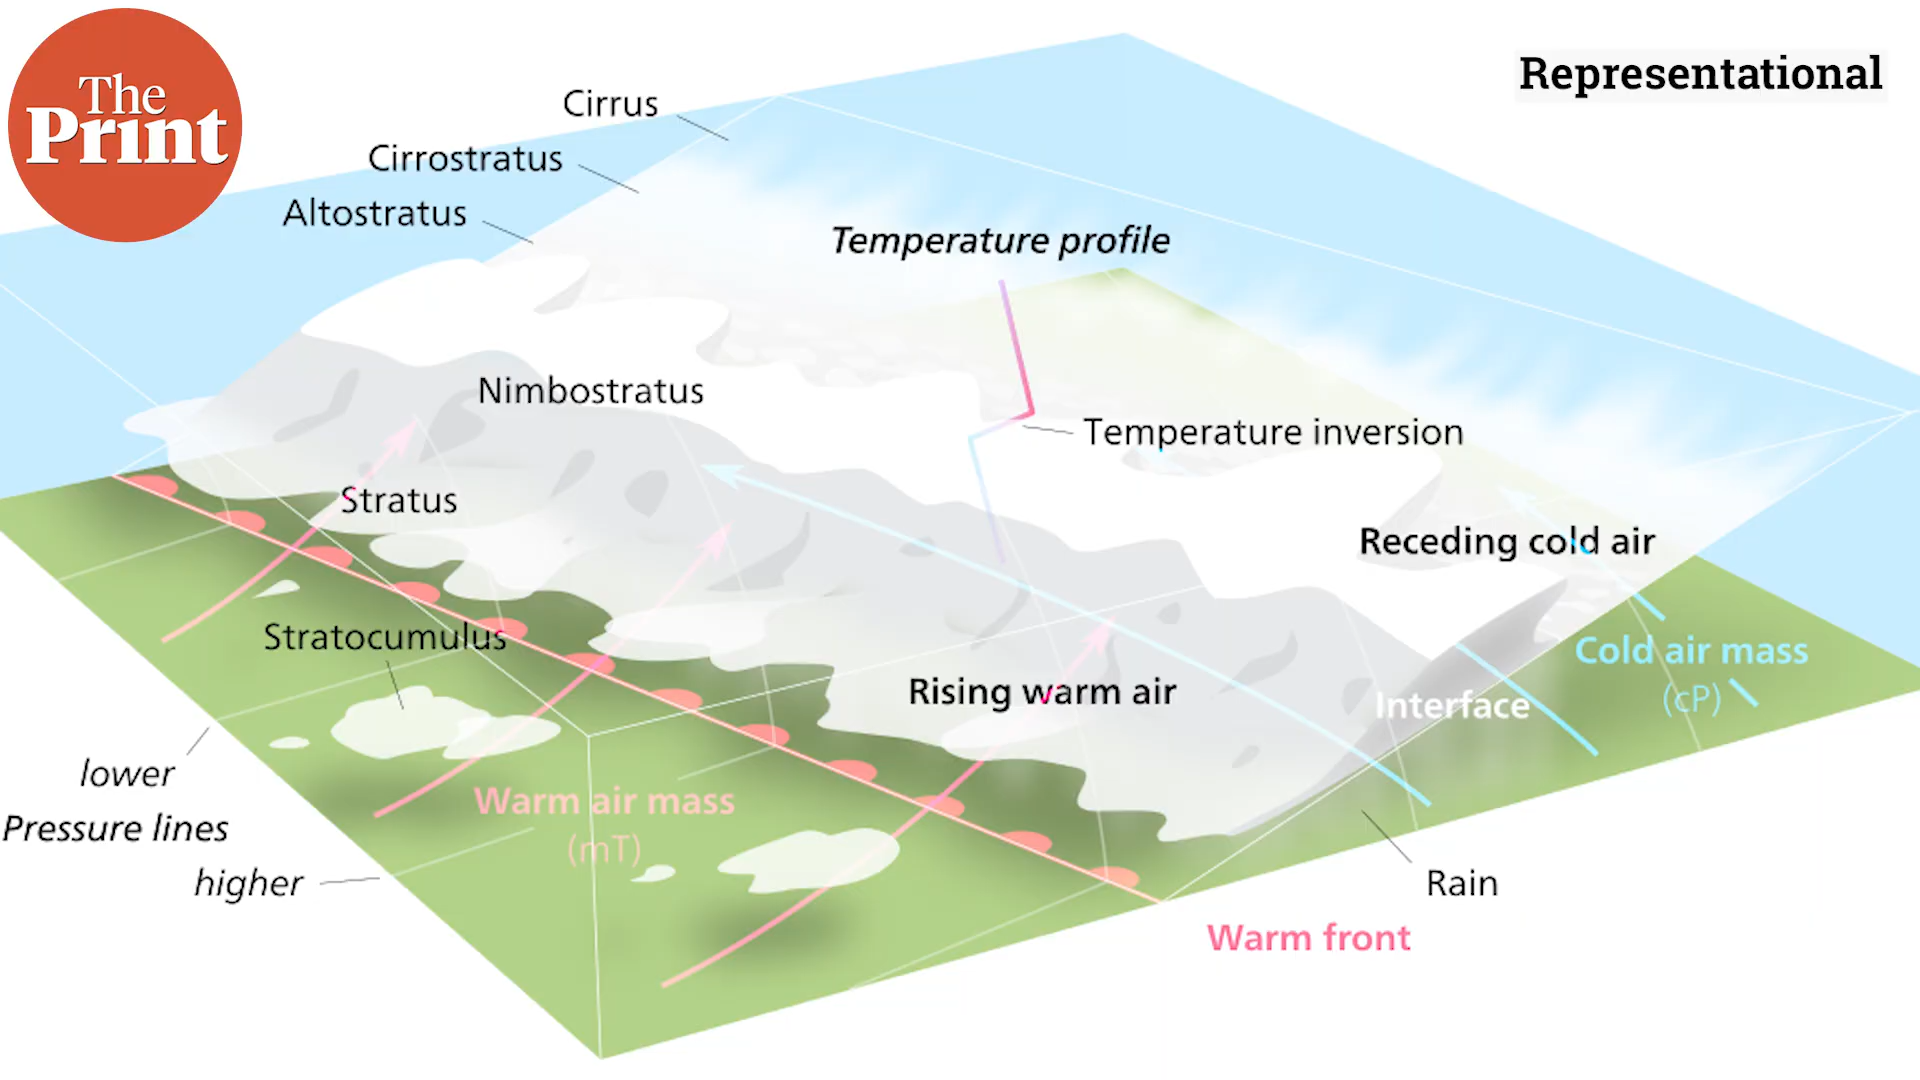 The
Print
Representational
Cirrus
Cirrostratus
Altostratus
Temperature profile
Nimbostratus
Temperature inversion
Stratus
Receding cold air
Stratocumulus
Cold air mass
(cP)
Rising warm air
Interface
lower
Pressure lines
higher
Warm air mass
(mT)
Rain
Warm front